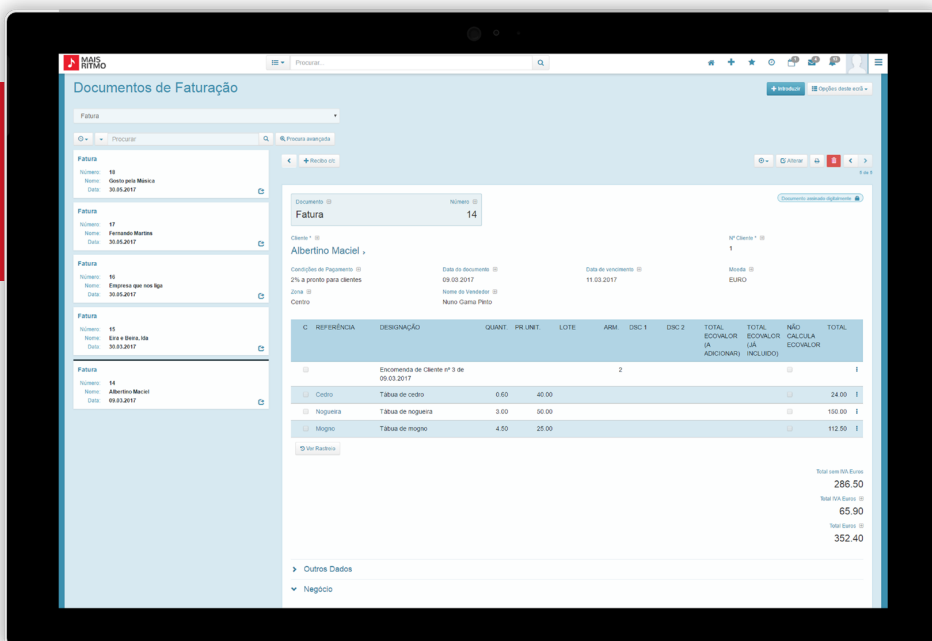 MAIS
RITMO
Procurar...
Documentos de Faturação
Introduzir
Opções deste ecrã
Fatura
Procurar
Procura avançada
Fatura
Número: 18
Nome: Gosto pela Música
Data: 30.05.2017
Fatura
Número: 17
Nome: Fernando Martins
Data: 30.05.2017
Fatura
Número: 16
Nome: Empresa que nos liga
Data: 30.05.2017
Fatura
Número: 15
Nome: Eira e Beira, lda
Data: 30.03.2017
Fatura
Número: 14
Nome: Albertino Maciel
Data: 09.03.2017
Recibo de
Alterar
5 de 5
Documento assinado digitalmente
Documento Número
Fatura 14
Cliente * Nº Cliente *
Albertino Maciel 1
Condições de Pagamento Data do documento Data de vencimento Moeda
2% a pronto para clientes 09.03.2017 11.03.2017 EURO
Zona Nome do Vendedor
Centro Nuno Gama Pinto
C REFERÊNCIA DESIGNAÇÃO QUANT. PR.UNIT. LOTE ARM. DSC 1 DSC 2 TOTAL TOTAL NÃO TOTAL
ECOVALOR ECOVALOR CALCULA
(A (JÁ ECOVALOR
ADICIONAR) INCLUIDO)
Encomenda de Cliente nº 3 de 2
09.03.2017
Cedro Tábua de cedro 0.60 40.00 24.00
Nogueira Tábua de nogueira 3.00 50.00 150.00
Mogno Tábua de mogno 4.50 25.00 112.50
Ver Rastreio
Total sem IVA Euros
286.50
Total IVA Euros
65.90
Total Euros
352.40
Outros Dados
Negócio